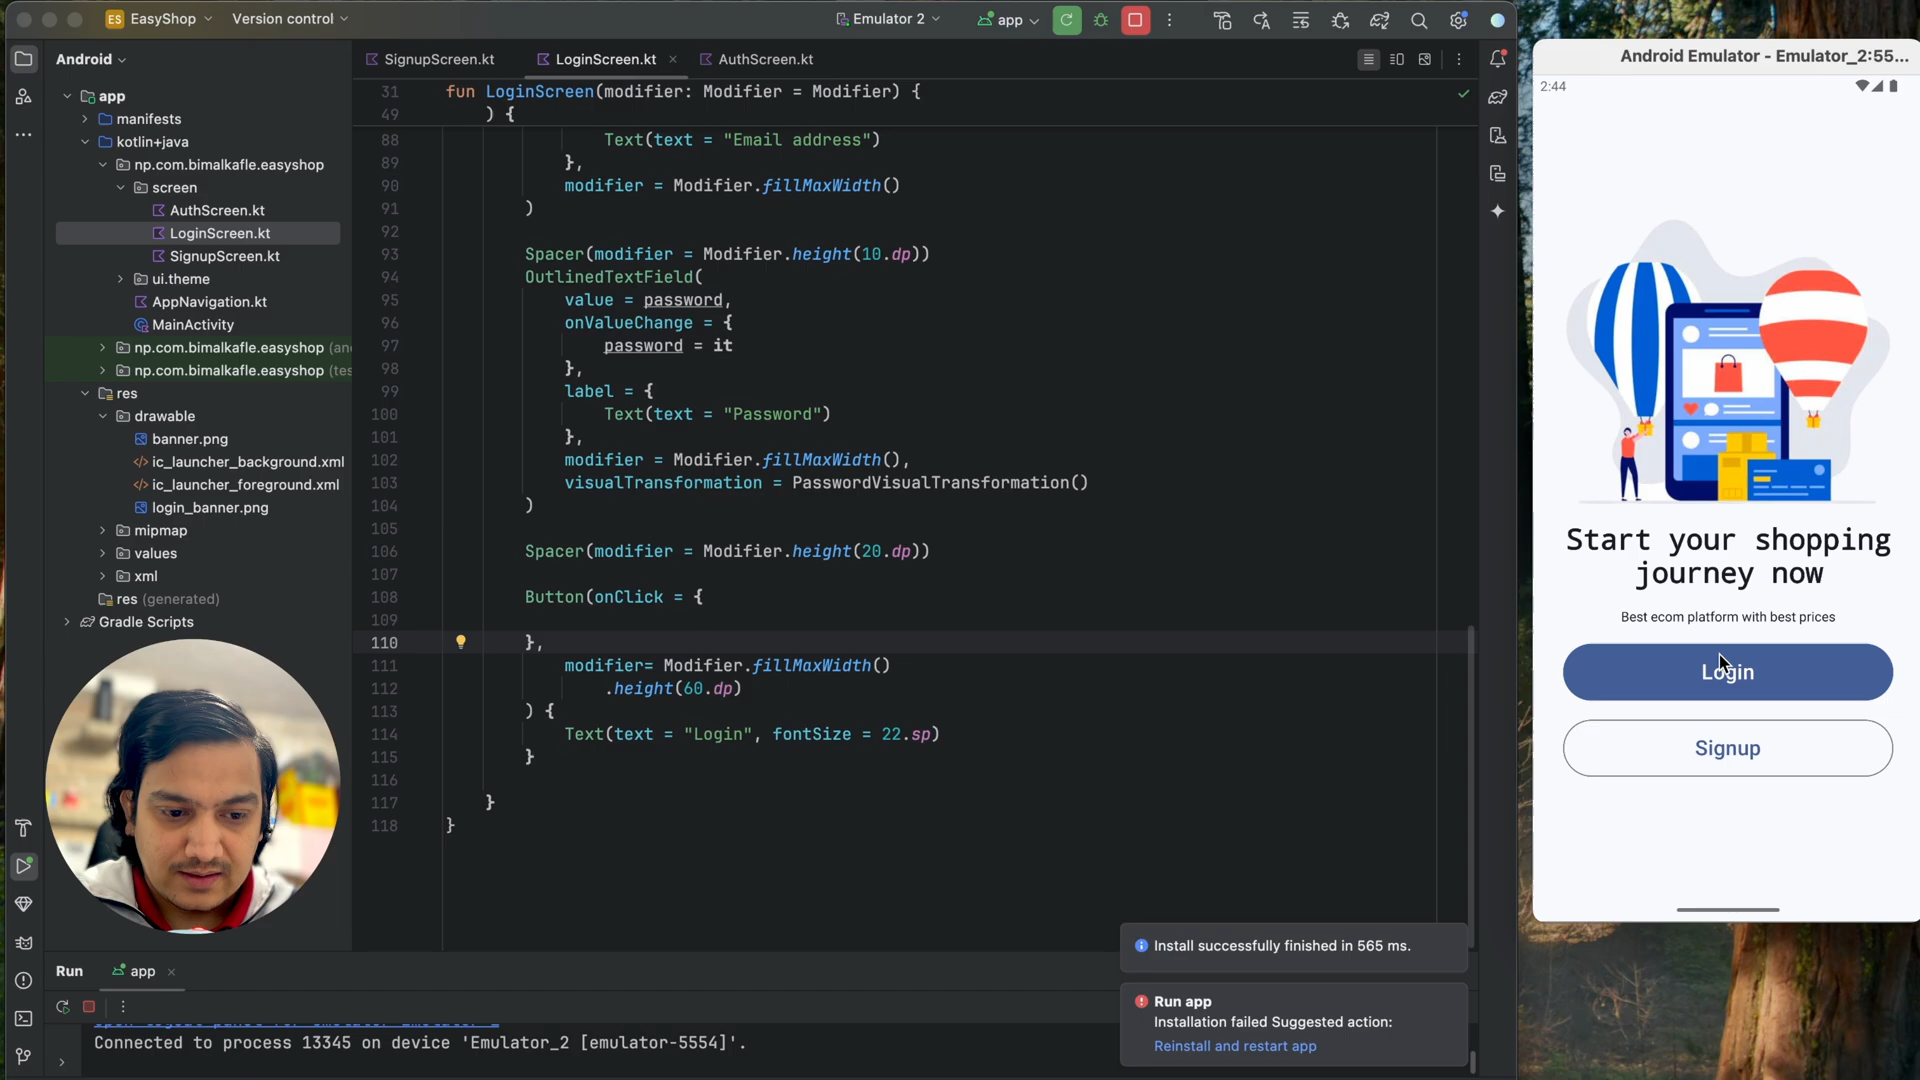 ES EasyShop Version control
Emulator 2
app
Android
SignupScreen.kt
LoginScreen.kt
AuthScreen.kt
app
manifests
kotlin+java
np.com.bimalkafle.easyshop
screen
AuthScreen.kt
LoginScreen.kt
SignupScreen.kt
ui.theme
AppNavigation.kt
MainActivity
np.com.bimalkafle.easyshop (an
np.com.bimalkafle.easyshop (tes
res
drawable
banner.png
ic_launcher_background.xml
ic_launcher_foreground.xml
login_banner.png
mipmap
values
xml
res (generated)
Gradle Scripts
31 fun LoginScreen(modifier: Modifier = Modifier) {
49 ) {
88 Text(text = "Email address")
89 },
90 modifier = Modifier.fillMaxWidth()
91 )
92
93 Spacer(modifier = Modifier.height(10.dp))
94 OutlinedTextField(
95 value = password,
96 onValueChange = {
97 password = it
98 },
99 label = {
100 Text(text = "Password")
101 },
102 modifier = Modifier.fillMaxWidth(),
103 visualTransformation = PasswordVisualTransformation()
104 )
105
106 Spacer(modifier = Modifier.height(20.dp))
107
108 Button(onClick = {
109
110 },
111 modifier= Modifier.fillMaxWidth()
112 .height(60.dp)
113 ) {
114 Text(text = "Login", fontSize = 22.sp)
115 }
116
117 }
118 }
Install successfully finished in 565 ms.
Run app
Installation failed Suggested action:
Reinstall and restart app
Run
app
Connected to process 13345 on device 'Emulator_2 [emulator-5554]'.
Android Emulator - Emulator_2:55...
2:44
Start your shopping
journey now
Best ecom platform with best prices
Login
Signup